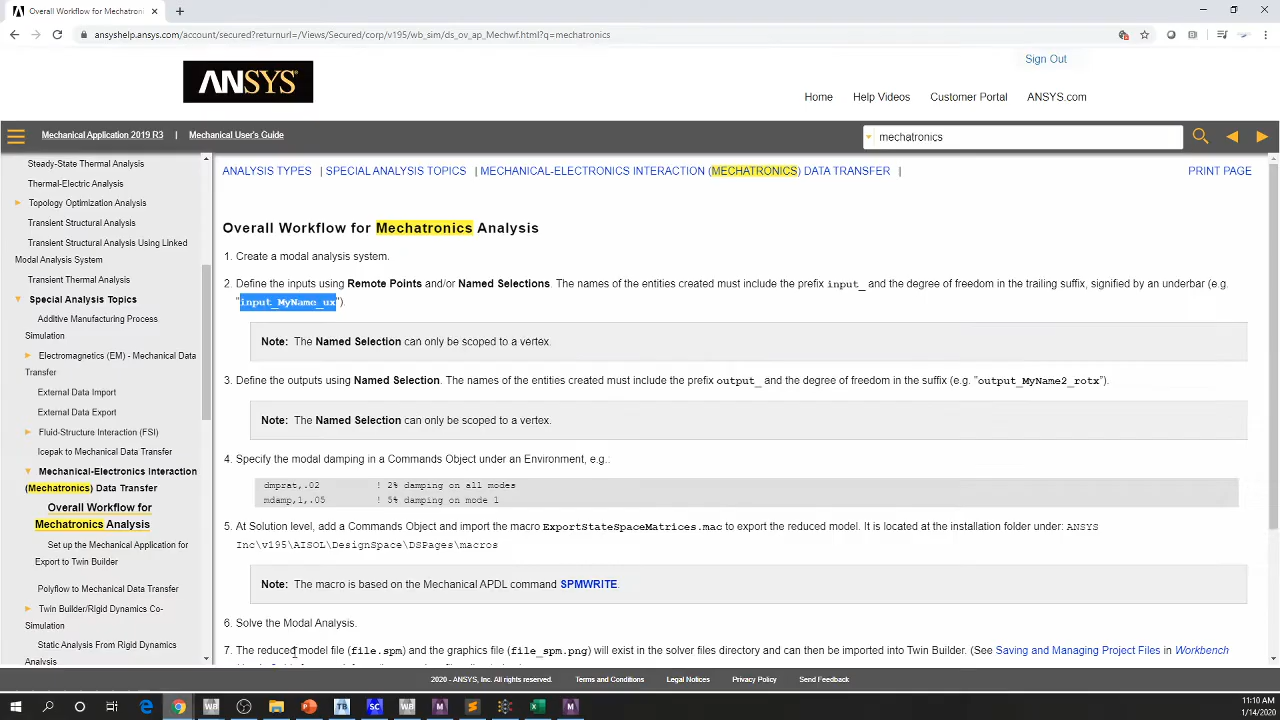 Overall Workflow for Mechatroni
ansyshelp.ansys.com/account/secured?returnurl=/Views/Secured/corp/v195/wb_sim/ds_ov_ap_Mechwf.html?q=mechatronics
Sign Out
ANSYS
Home Help Videos Customer Portal ANSYS.com
Mechanical Application 2019 R3 | Mechanical User's Guide
mechatronics
Steady-State Thermal Analysis
Thermal-Electric Analysis
Topology Optimization Analysis
Transient Structural Analysis
Transient Structural Analysis Using Linked
Modal Analysis System
Transient Thermal Analysis
Special Analysis Topics
Additive Manufacturing Process
Simulation
Electromagnetics (EM) - Mechanical Data
Transfer
External Data Import
External Data Export
Fluid-Structure Interaction (FSI)
Icepak to Mechanical Data Transfer
Mechanical-Electronics Interaction
(Mechatronics) Data Transfer
Overall Workflow for
Mechatronics Analysis
Set up the Mechanical Application for
Export to Twin Builder
Polyflow to Mechanical Data Transfer
Twin Builder/Rigid Dynamics Co-
Simulation
Static Analysis From Rigid Dynamics
Analysis
ANALYSIS TYPES | SPECIAL ANALYSIS TOPICS | MECHANICAL-ELECTRONICS INTERACTION (MECHATRONICS) DATA TRANSFER |
PRINT PAGE
Overall Workflow for Mechatronics Analysis
1. Create a modal analysis system.
2. Define the inputs using Remote Points and/or Named Selections. The names of the entities created must include the prefix input_ and the degree of freedom in the trailing suffix, signified by an underbar (e.g.
"input_MyName_ux").
Note: The Named Selection can only be scoped to a vertex.
3. Define the outputs using Named Selection. The names of the entities created must include the prefix output_ and the degree of freedom in the suffix (e.g. "output_MyName2_rotx").
Note: The Named Selection can only be scoped to a vertex.
4. Specify the modal damping in a Commands Object under an Environment, e.g.:
dmprat,.02 ! 2% damping on all modes
mdamp,1,.05 ! 5% damping on mode 1
5. At Solution level, add a Commands Object and import the macro ExportStateSpaceMatrices.mac to export the reduced model. It is located at the installation folder under: ANSYS
Inc\v195\AISOL\DesignSpace\DSPages\macros
Note: The macro is based on the Mechanical APDL command SPMWRITE.
6. Solve the Modal Analysis.
7. The reduced model file (file.spm) and the graphics file (file_spm.png) will exist in the solver files directory and can then be imported into Twin Builder. (See Saving and Managing Project Files in Workbench
2020 - ANSYS, Inc. All rights reserved. Terms and Conditions Legal Notices Privacy Policy Send Feedback
WB TB SC WB M M
11:10 AM
1/14/2020